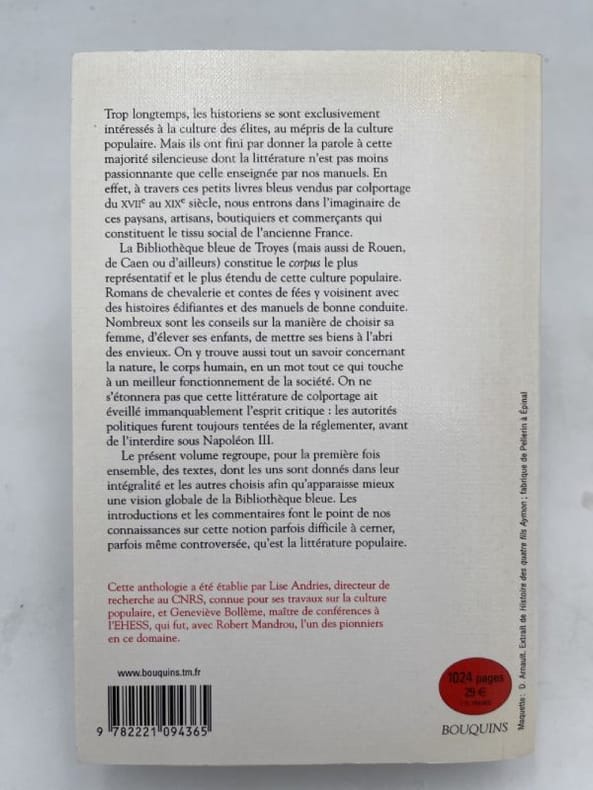 Trop longtemps, les historiens se sont exclusivement
intéressés à la culture des élites, au mépris de la culture
populaire. Mais ils ont fini par donner la parole à cette
majorité silencieuse dont la littérature n'est pas moins
passionnante que celle enseignée par nos manuels. En
effet, à travers ces petits livres bleus vendus par colportage
du XVIIe au XIXe siècle, nous entrons dans l'imaginaire de
ces paysans, artisans, boutiquiers et commerçants qui
constituent le tissu social de l'ancienne France.
La Bibliothèque bleue de Troyes (mais aussi de Rouen,
de Caen ou d'ailleurs) constitue le corpus le plus
représentatif et le plus étendu de cette culture populaire.
Romans de chevalerie et contes de fées y voisinent avec
des histoires édifiantes et des manuels de bonne conduite.
Nombreux sont les conseils sur la manière de choisir sa
femme, d'élever ses enfants, de mettre ses biens à l'abri
des envieux. On y trouve aussi tout un savoir concernant
la nature, le corps humain, en un mot tout ce qui touche
à un meilleur fonctionnement de la société. On ne
s'étonnera pas que cette littérature de colportage ait
éveillé immanquablement l'esprit critique : les autorités
politiques furent toujours tentées de la réglementer, avant
de l'interdire sous Napoléon III.
Le présent volume regroupe, pour la première fois
ensemble, des textes, dont les uns sont donnés dans leur
intégralité et les autres choisis afin qu'apparaisse mieux
une vision globale de la Bibliothèque bleue. Les
introductions et les commentaires font le point de nos
connaissances sur cette notion parfois difficile à cerner,
parfois même controversée, qu'est la littérature populaire.
Cette anthologie a été établie par Lise Andries, directeur de
recherche au CNRS, connue pour ses travaux sur la culture
populaire, et Geneviève Bollème, maître de conférences à
l'EHESS, qui fut, avec Robert Mandrou, l'un des pionniers
en ce domaine.
www.bouquins.tm.fr
9 782221 094365
1024 pages
29 €
BOUQUINS
Maquette : D. Arnault. Extrait de Histoire des quatre fils Aymon ; fabrique de Pellerin à Épinal